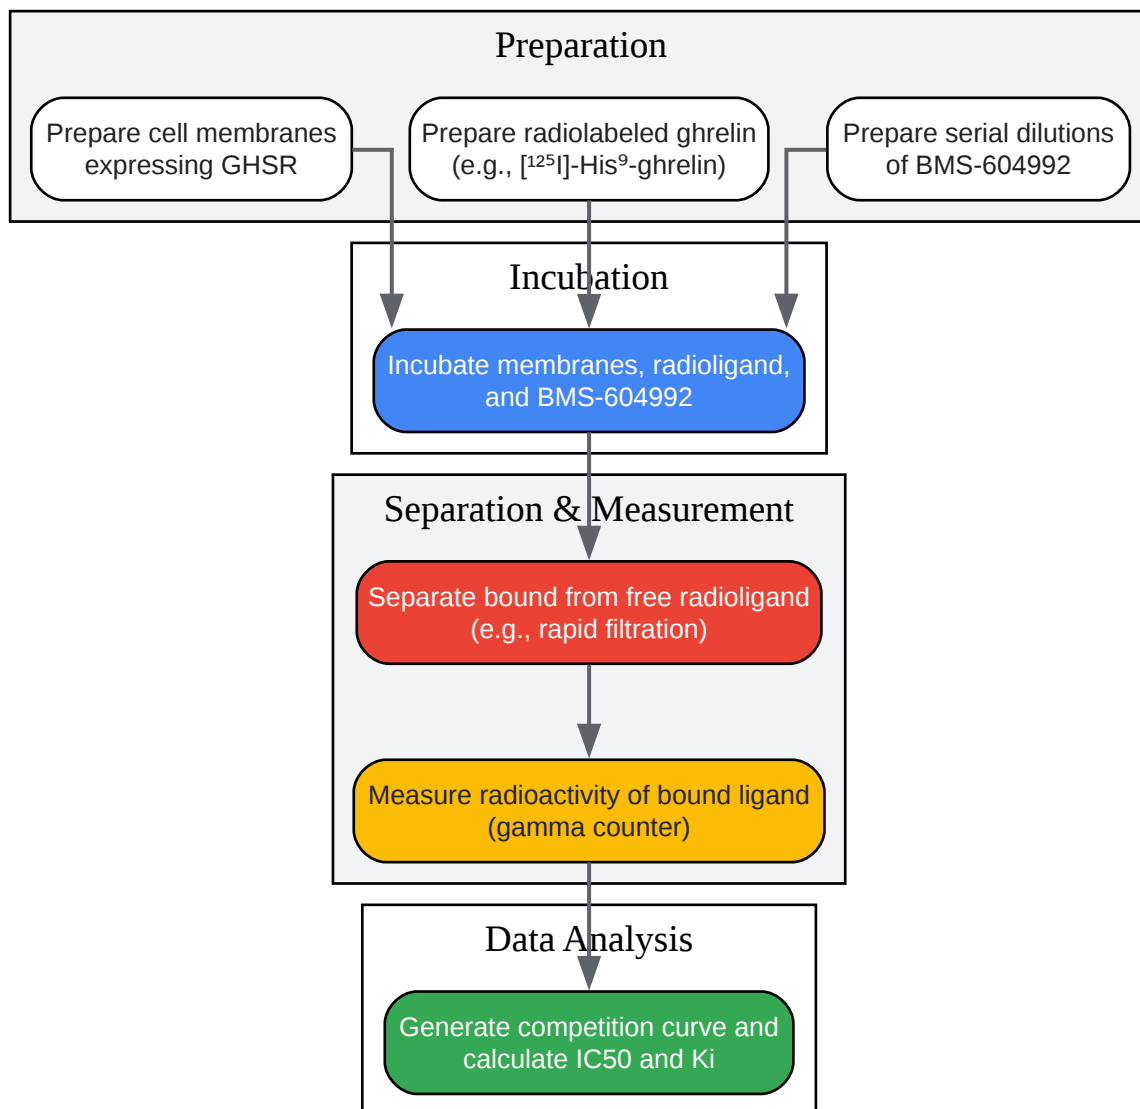 Preparation
Prepare cell membranes
expressing GHSR
Prepare radiolabeled ghrelin
(e.g., [¹²⁵I]-His⁹-ghrelin)
Prepare serial dilutions
of BMS-604992
Incubation
Incubate membranes, radioligand,
and BMS-604992
Separation & Measurement
Separate bound from free radioligand
(e.g., rapid filtration)
Measure radioactivity of bound ligand
(gamma counter)
Data Analysis
Generate competition curve and
calculate IC50 and Ki